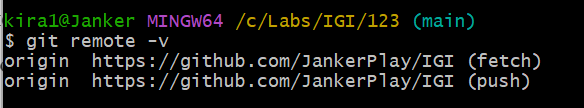 kira1@Janker MINGW64 /c/Labs/IGI/123 (main)
$ git remote -v
origin  https://github.com/JankerPlay/IGI (fetch)
origin  https://github.com/JankerPlay/IGI (push)